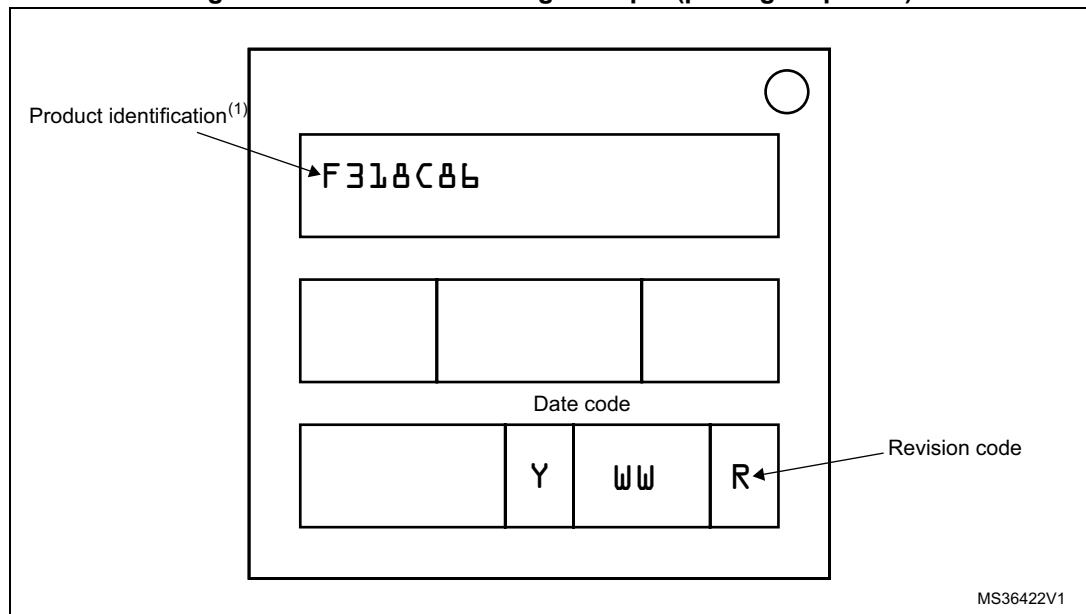 Product identification(1)
F318C86
Date code
Y WW R
Revision code
MS36422V1